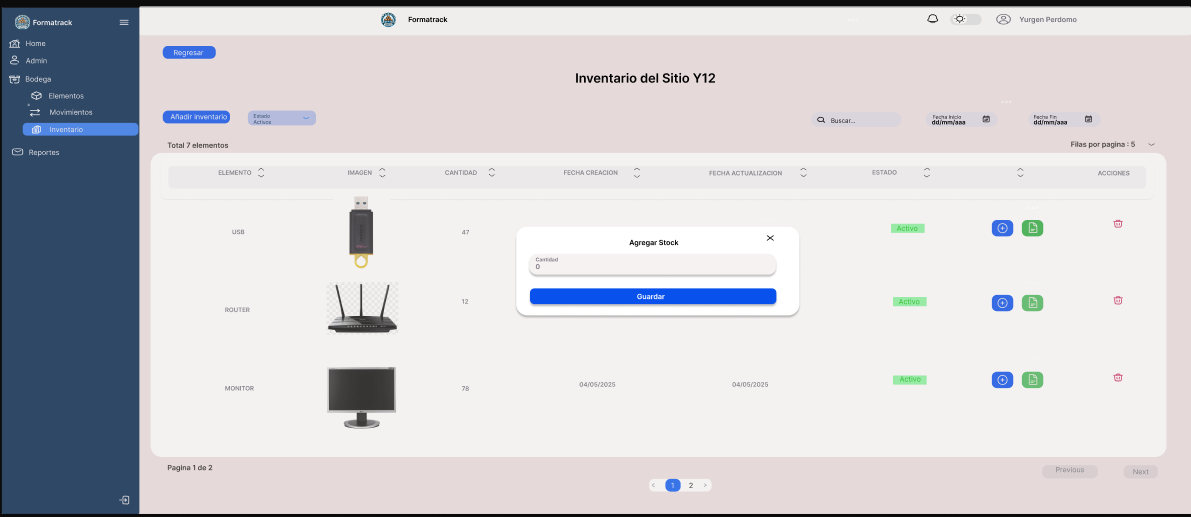 Formatrack
Formatrack
Yurgen Perdomo
Home
Admin
Bodega
Elementos
Movimientos
Inventario
Reportes
Regresar
Inventario del Sitio Y12
Añadir inventario
Estado
Activos
Buscar...
Fecha Inicio
dd/mm/aaa
Fecha Fin
dd/mm/aaa
Total 7 elementos
Filas por pagina : 5
ELEMENTO IMAGEN CANTIDAD FECHA CREACION FECHA ACTUALIZACION ESTADO ACCIONES
USB 47 Activo
Agregar Stock
Cantidad
0
Guardar
ROUTER 12 Activo
MONITOR 78 04/05/2025 04/05/2025 Activo
Pagina 1 de 2
Previous Next
1 2